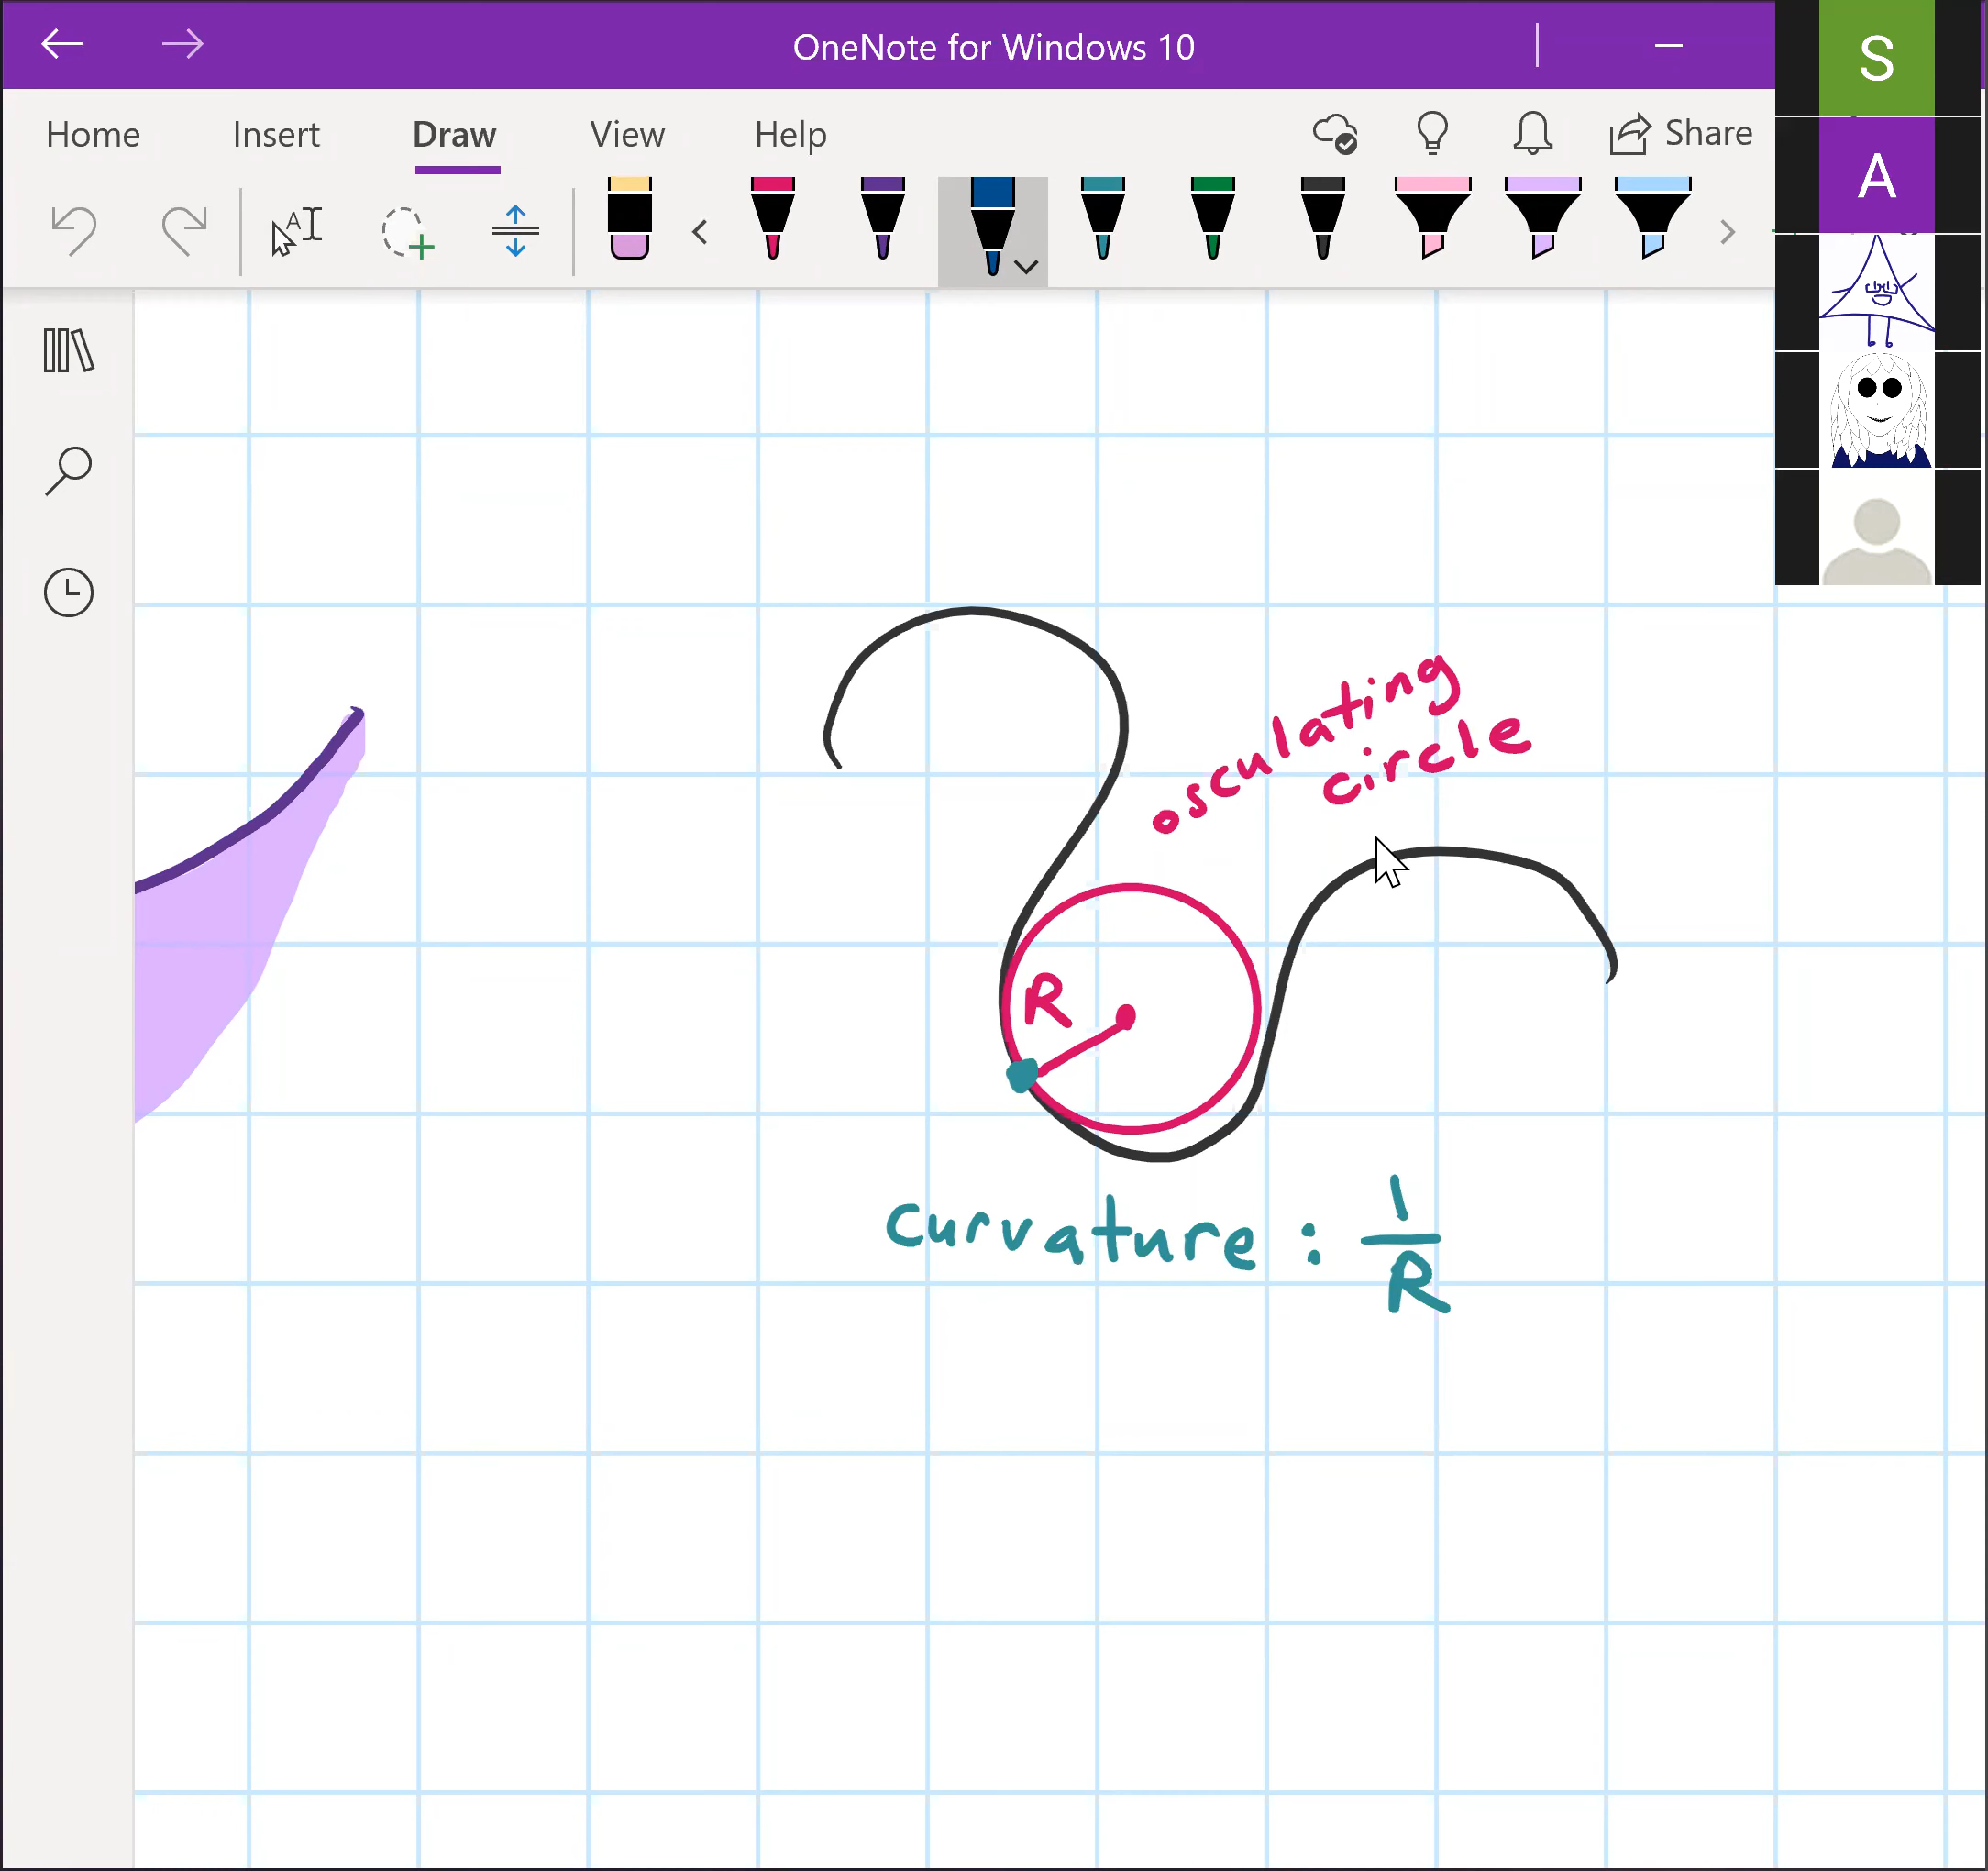 OneNote for Windows 10
S
Home Insert Draw View Help Share
A
osculating
circle
R
curvature : 1/R